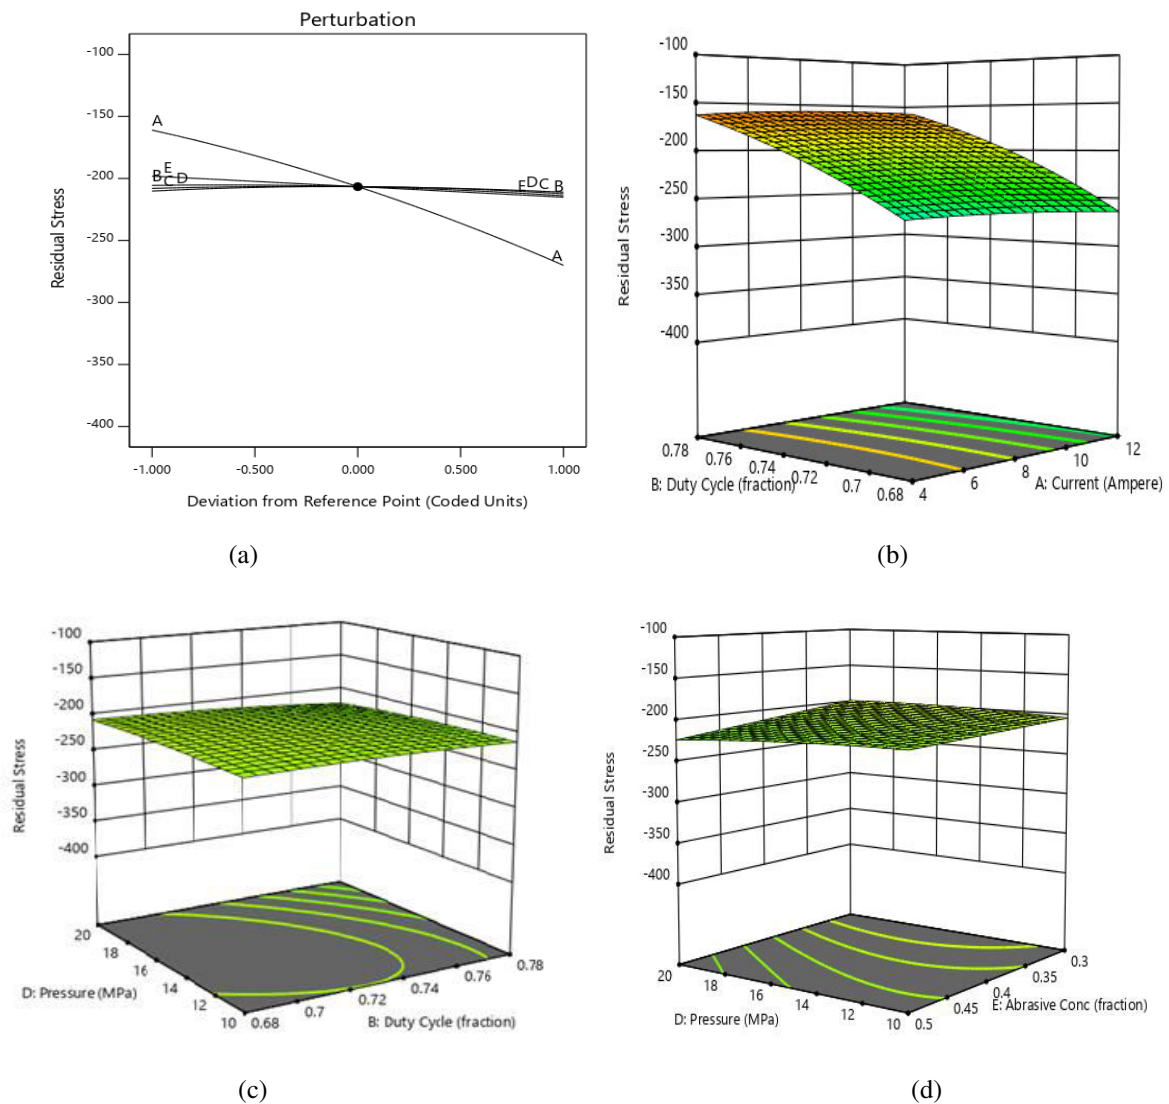 Perturbation
-100
-150
-200
-250
-300
-350
-400
Residual Stress
A
E
B
C D
E D C B
A
-1.000 -0.500 0.000 0.500 1.000
Deviation from Reference Point (Coded Units)
(a)
-100
-150
-200
-250
-300
-350
-400
Residual Stress
0.78 0.76 0.74 0.72 0.7 0.68
B: Duty Cycle (fraction)
4 6 8 10 12
A: Current (Ampere)
(b)
-100
-150
-200
-250
-300
-350
-400
Residual Stress
20 18 16 14 12 10
D: Pressure (MPa)
0.68 0.7 0.72 0.74 0.76 0.78
B: Duty Cycle (fraction)
(c)
-100
-150
-200
-250
-300
-350
-400
Residual Stress
20 18 16 14 12 10
D: Pressure (MPa)
0.5 0.45 0.4 0.35 0.3
E: Abrasive Conc (fraction)
(d)